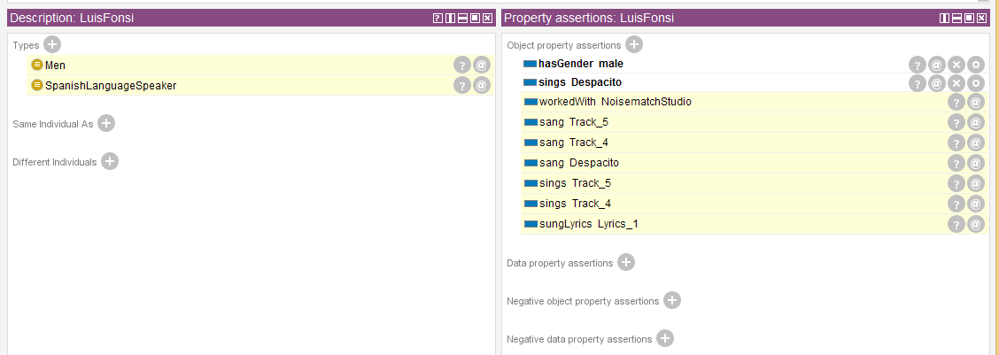 Description: LuisFonsi
Types
Men
SpanishLanguageSpeaker
Same Individual As
Different Individuals
Property assertions: LuisFonsi
Object property assertions
hasGender male
sings Despacito
workedWith NoisematchStudio
sang Track_5
sang Track_4
sang Despacito
sings Track_5
sings Track_4
sungLyrics Lyrics_1
Data property assertions
Negative object property assertions
Negative data property assertions